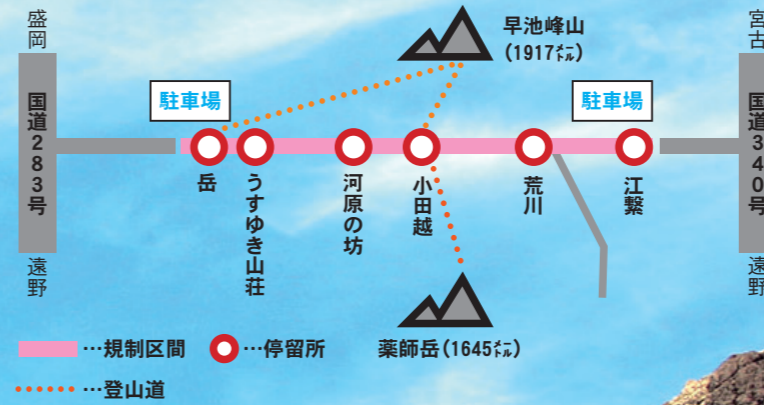 盛岡
国道283号
遠野
早池峰山
(1917㍍)
宮古
国道340号
遠野
駐車場
駐車場
岳
うすゆき山荘
河原の坊
小田越
荒川
江繋
薬師岳(1645㍍)
…規制区間
…停留所
…登山道